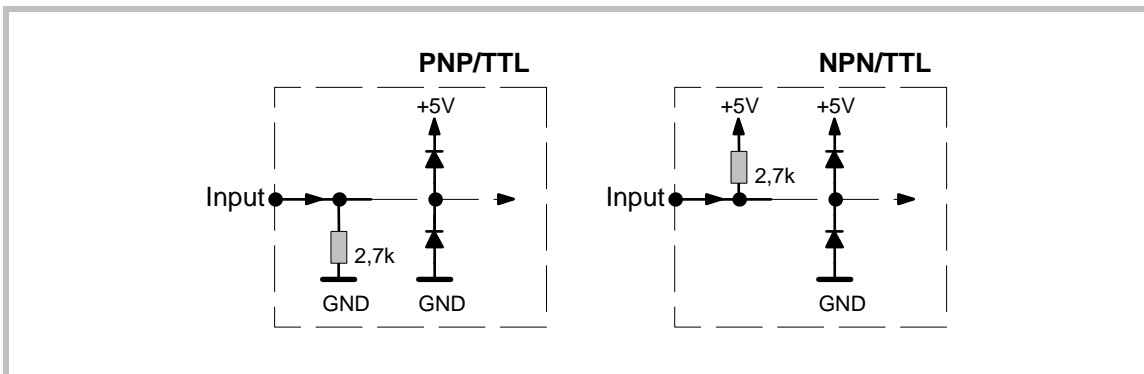 PNP/TTL
+5V
Input
2,7k
GND
GND
NPN/TTL
+5V
+5V
2,7k
Input
GND